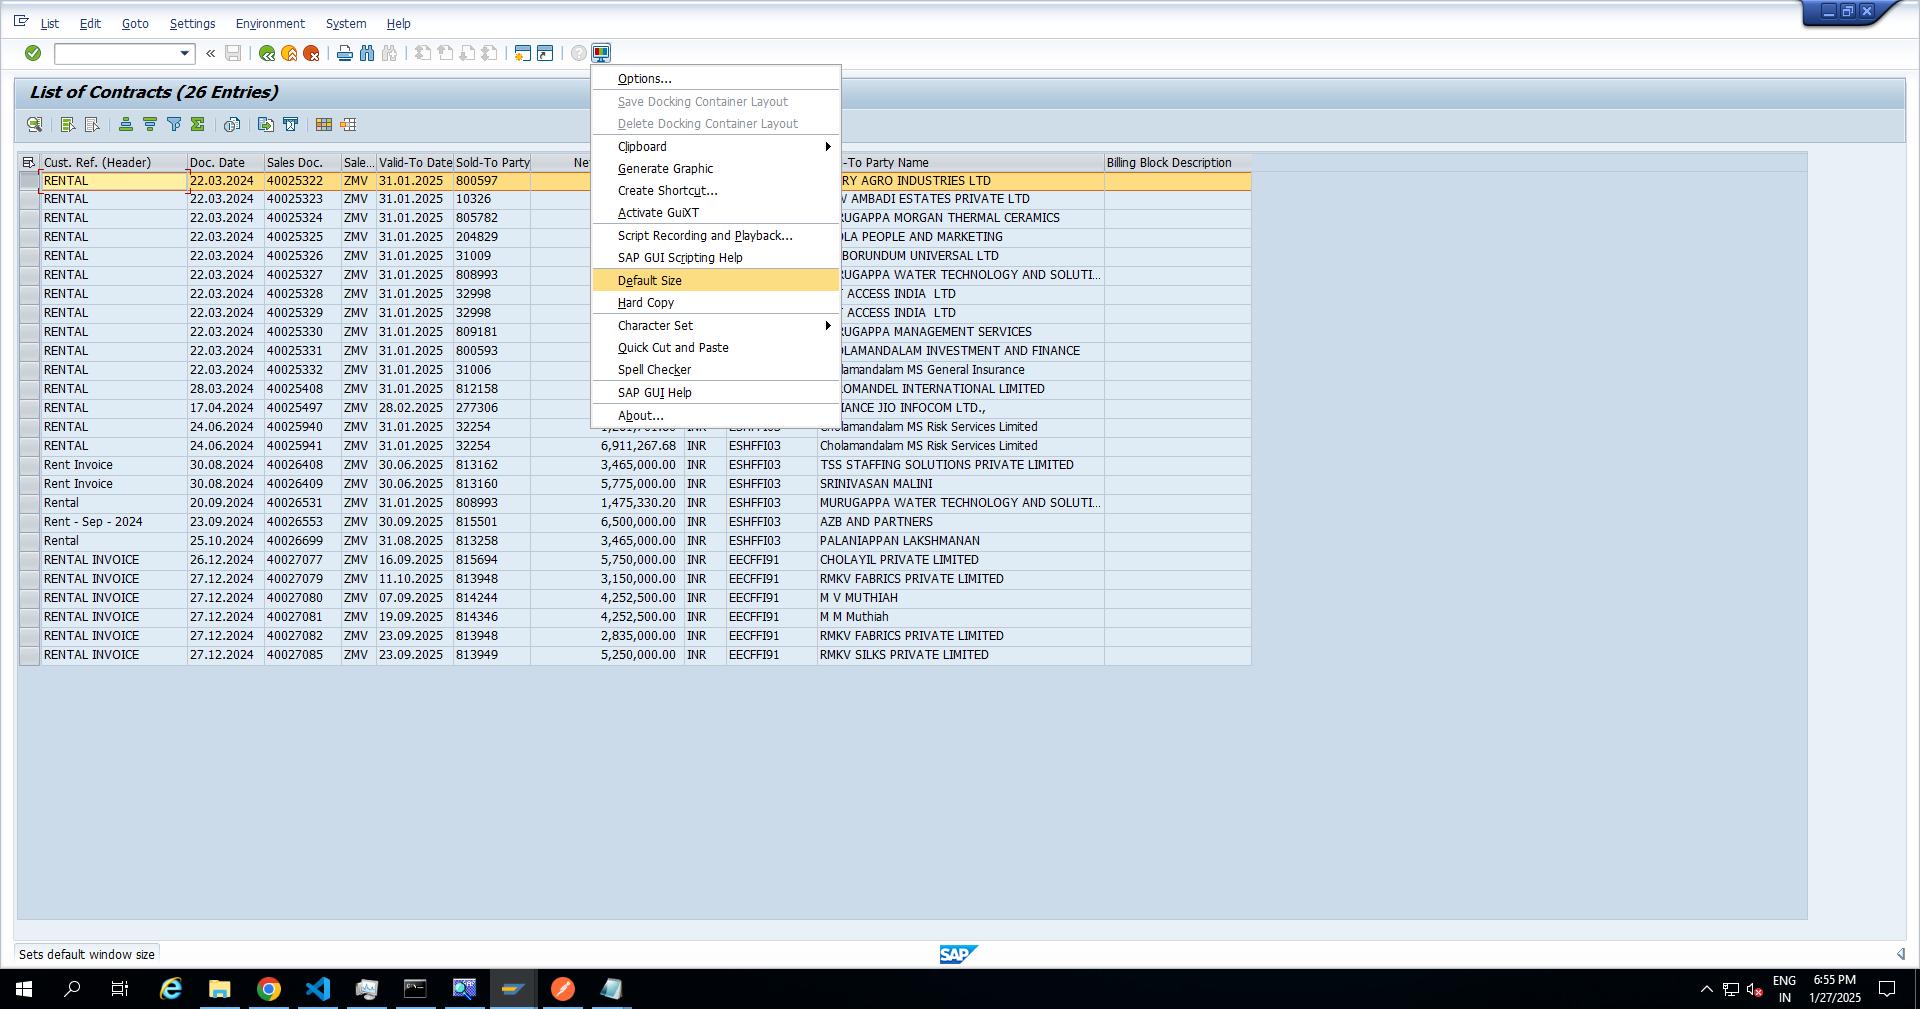 List Edit Goto Settings Environment System Help
List of Contracts (26 Entries)
Options...
Save Docking Container Layout
Delete Docking Container Layout
Clipboard
Generate Graphic
Create Shortcut...
Activate GuiXT
Script Recording and Playback...
SAP GUI Scripting Help
Default Size
Hard Copy
Character Set
Quick Cut and Paste
Spell Checker
SAP GUI Help
About...
Cust. Ref. (Header) Doc. Date Sales Doc. Sale... Valid-To Date Sold-To Party -To Party Name Billing Block Description
RENTAL 22.03.2024 40025322 ZMV 31.01.2025 800597 RY AGRO INDUSTRIES LTD
RENTAL 22.03.2024 40025323 ZMV 31.01.2025 10326 V AMBADI ESTATES PRIVATE LTD
RENTAL 22.03.2024 40025324 ZMV 31.01.2025 805782 RUGAPPA MORGAN THERMAL CERAMICS
RENTAL 22.03.2024 40025325 ZMV 31.01.2025 204829 LA PEOPLE AND MARKETING
RENTAL 22.03.2024 40025326 ZMV 31.01.2025 31009 BORUNDUM UNIVERSAL LTD
RENTAL 22.03.2024 40025327 ZMV 31.01.2025 808993 RUGAPPA WATER TECHNOLOGY AND SOLUTI...
RENTAL 22.03.2024 40025328 ZMV 31.01.2025 32998 ACCESS INDIA LTD
RENTAL 22.03.2024 40025329 ZMV 31.01.2025 32998 ACCESS INDIA LTD
RENTAL 22.03.2024 40025330 ZMV 31.01.2025 809181 RUGAPPA MANAGEMENT SERVICES
RENTAL 22.03.2024 40025331 ZMV 31.01.2025 800593 LAMANDALAM INVESTMENT AND FINANCE
RENTAL 22.03.2024 40025332 ZMV 31.01.2025 31006 lamandalam MS General Insurance
RENTAL 28.03.2024 40025408 ZMV 31.01.2025 812158 ROMANDEL INTERNATIONAL LIMITED
RENTAL 17.04.2024 40025497 ZMV 28.02.2025 277306 IANCE JIO INFOCOM LTD.,
RENTAL 24.06.2024 40025940 ZMV 31.01.2025 32254 INR ESHFFI03 Cholamandalam MS Risk Services Limited
RENTAL 24.06.2024 40025941 ZMV 31.01.2025 32254 6,911,267.68 INR ESHFFI03 Cholamandalam MS Risk Services Limited
Rent Invoice 30.08.2024 40026408 ZMV 30.06.2025 813162 3,465,000.00 INR ESHFFI03 TSS STAFFING SOLUTIONS PRIVATE LIMITED
Rent Invoice 30.08.2024 40026409 ZMV 30.06.2025 813160 5,775,000.00 INR ESHFFI03 SRINIVASAN MALINI
Rental 20.09.2024 40026531 ZMV 31.01.2025 808993 1,475,330.20 INR ESHFFI03 MURUGAPPA WATER TECHNOLOGY AND SOLUTI...
Rent - Sep - 2024 23.09.2024 40026553 ZMV 30.09.2025 815501 6,500,000.00 INR ESHFFI03 AZB AND PARTNERS
Rental 25.10.2024 40026699 ZMV 31.08.2025 813258 3,465,000.00 INR ESHFFI03 PALANIAPPAN LAKSHMANAN
RENTAL INVOICE 26.12.2024 40027077 ZMV 16.09.2025 815694 5,750,000.00 INR EECFFI91 CHOLAYIL PRIVATE LIMITED
RENTAL INVOICE 27.12.2024 40027079 ZMV 11.10.2025 813948 3,150,000.00 INR EECFFI91 RMKV FABRICS PRIVATE LIMITED
RENTAL INVOICE 27.12.2024 40027080 ZMV 07.09.2025 814244 4,252,500.00 INR EECFFI91 M V MUTHIAH
RENTAL INVOICE 27.12.2024 40027081 ZMV 19.09.2025 814346 4,252,500.00 INR EECFFI91 M M Muthiah
RENTAL INVOICE 27.12.2024 40027082 ZMV 23.09.2025 813948 2,835,000.00 INR EECFFI91 RMKV FABRICS PRIVATE LIMITED
RENTAL INVOICE 27.12.2024 40027085 ZMV 23.09.2025 813949 5,250,000.00 INR EECFFI91 RMKV SILKS PRIVATE LIMITED
Sets default window size
SAP
ENG
IN
6:55 PM
1/27/2025